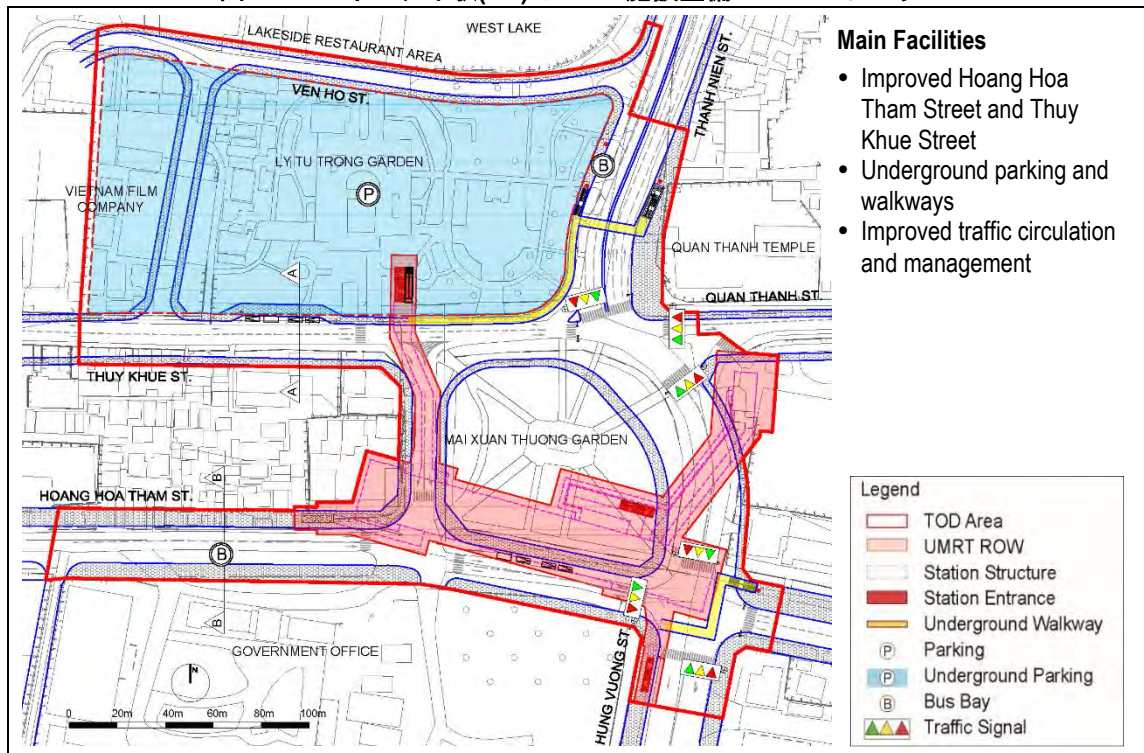 WEST LAKE
LAKESIDE RESTAURANT AREA
THANH NIEN ST.
VEN HO ST.
LY TU TRONG GARDEN
B
P
VIETNAM FILM
COMPANY
QUAN THANH TEMPLE
A
QUAN THANH ST.
THUY KHUE ST.
A
MAI XUAN THUONG GARDEN
B
HOANG HOA THAM ST.
B
B
GOVERNMENT OFFICE
HUNG VUONG ST.
N
0 20m 40m 60m 80m 100m
Main Facilities
• Improved Hoang Hoa
Tham Street and Thuy
Khue Street
• Underground parking and
walkways
• Improved traffic circulation
and management
Legend
TOD Area
UMRT ROW
Station Structure
Station Entrance
Underground Walkway
P Parking
P Underground Parking
B Bus Bay
Traffic Signal